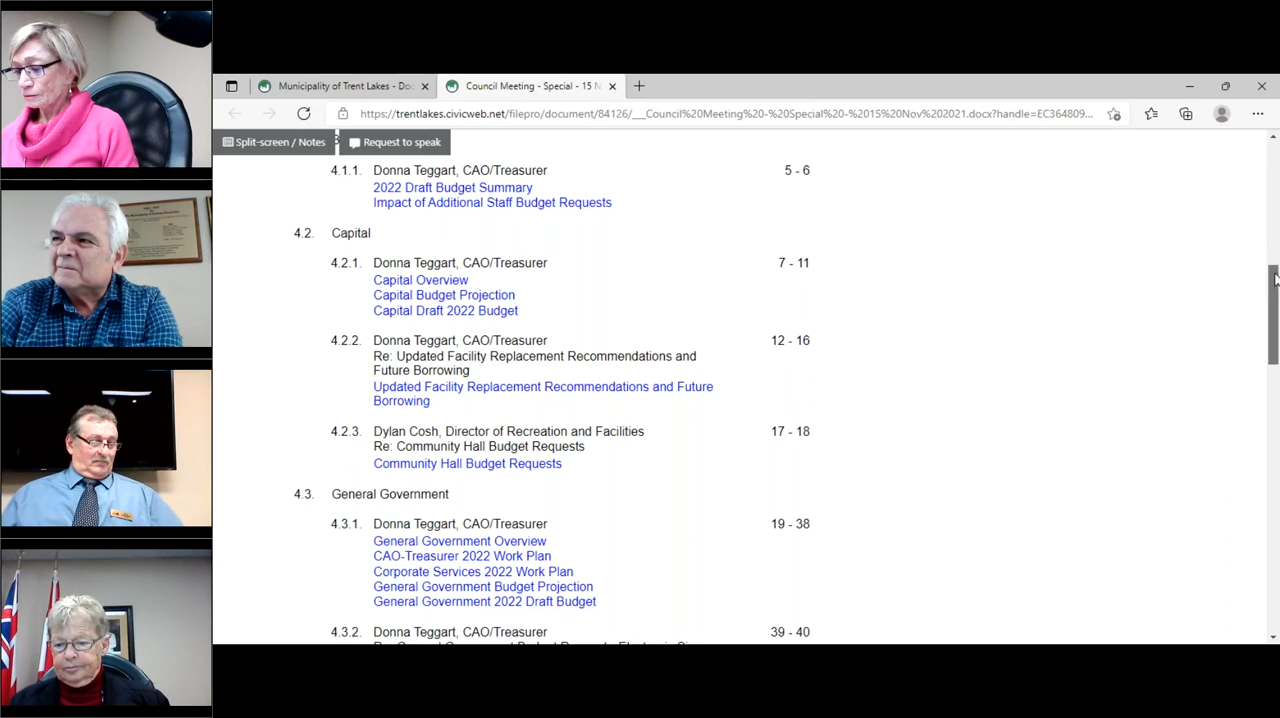 Municipality of Trent Lakes - Doc
Council Meeting - Special - 15 N
https://trentlakes.civicweb.net/filepro/document/84126/___Council%20Meeting%20-%20Special%20-%2015%20Nov%202021.docx?handle=EC364809...
Split-screen / Notes
Request to speak
4.1.1. Donna Teggart, CAO/Treasurer 5 - 6
2022 Draft Budget Summary
Impact of Additional Staff Budget Requests
4.2. Capital
4.2.1. Donna Teggart, CAO/Treasurer 7 - 11
Capital Overview
Capital Budget Projection
Capital Draft 2022 Budget
4.2.2. Donna Teggart, CAO/Treasurer 12 - 16
Re: Updated Facility Replacement Recommendations and
Future Borrowing
Updated Facility Replacement Recommendations and Future
Borrowing
4.2.3. Dylan Cosh, Director of Recreation and Facilities 17 - 18
Re: Community Hall Budget Requests
Community Hall Budget Requests
4.3. General Government
4.3.1. Donna Teggart, CAO/Treasurer 19 - 38
General Government Overview
CAO-Treasurer 2022 Work Plan
Corporate Services 2022 Work Plan
General Government Budget Projection
General Government 2022 Draft Budget
4.3.2. Donna Teggart, CAO/Treasurer 39 - 40